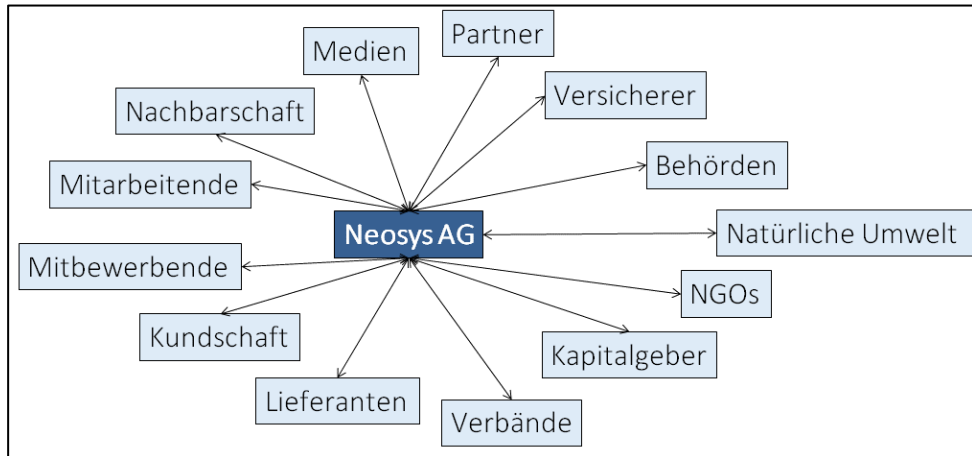 Partner
Medien
Versicherer
Nachbarschaft
Behörden
Mitarbeitende
Neosys AG
Natürliche Umwelt
Mitbewerbende
NGOs
Kundschaft
Kapitalgeber
Lieferanten
Verbände